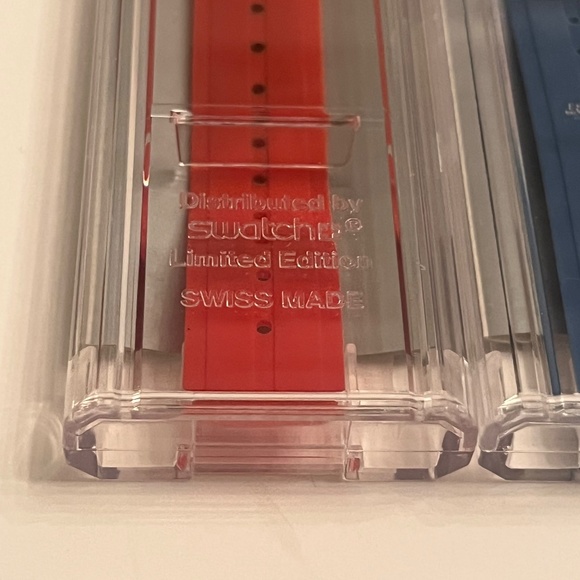 Distributed by
swatch®
Limited Edition
SWISS MADE